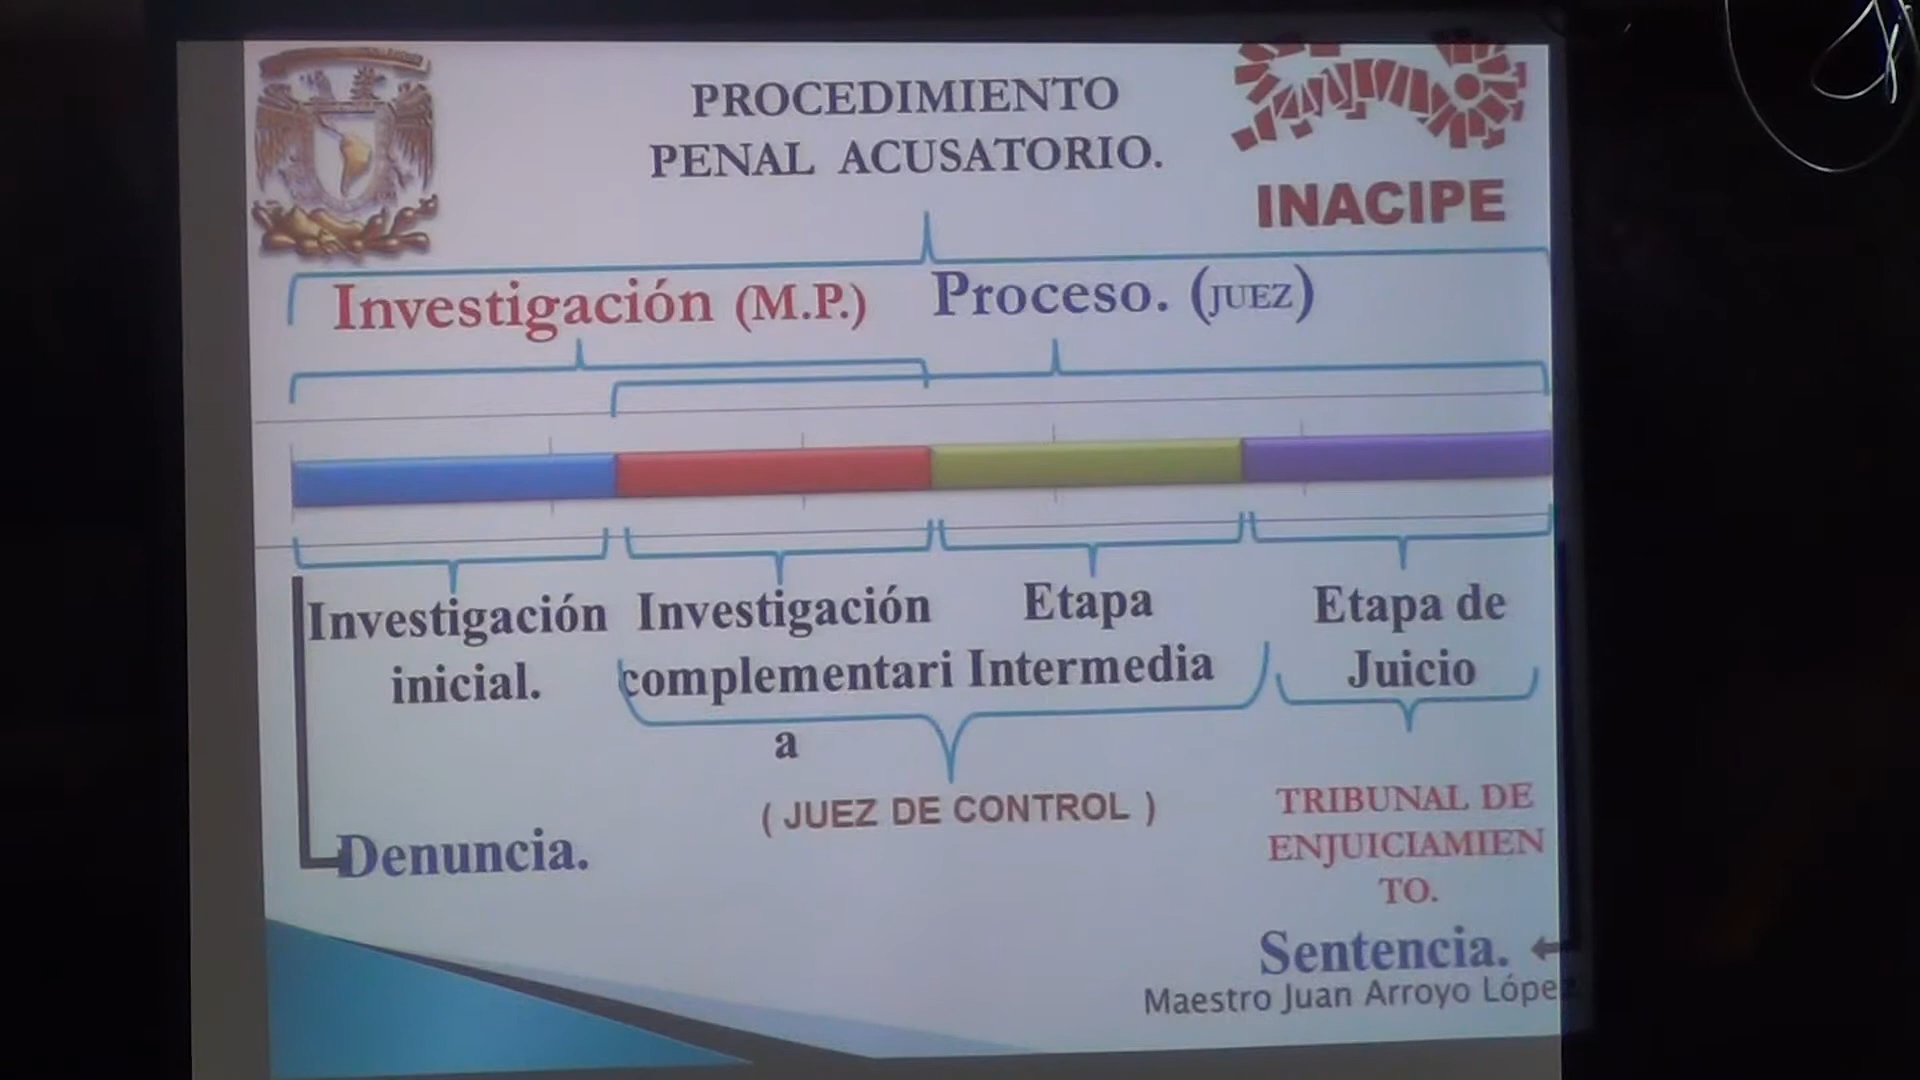 PROCEDIMIENTO
PENAL ACUSATORIO.
INACIPE
Investigación (M.P.)
Proceso. (JUEZ)
Investigación
inicial.
Investigación
complementari
a
Etapa
Intermedia
Etapa de
Juicio
( JUEZ DE CONTROL )
TRIBUNAL DE
ENJUICIAMIEN
TO.
Denuncia.
Sentencia.
Maestro Juan Arroyo López